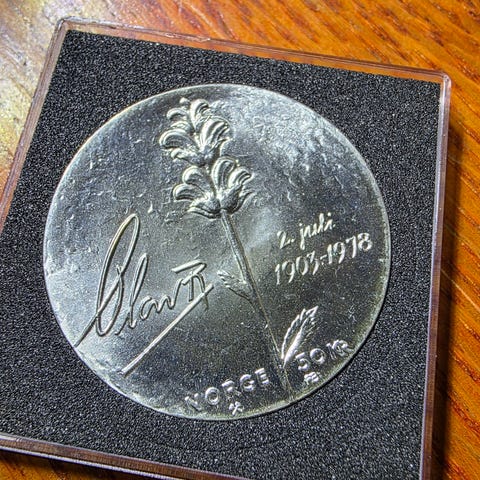 Olav R
2. juli
1903-1978
NORGE 50 KR